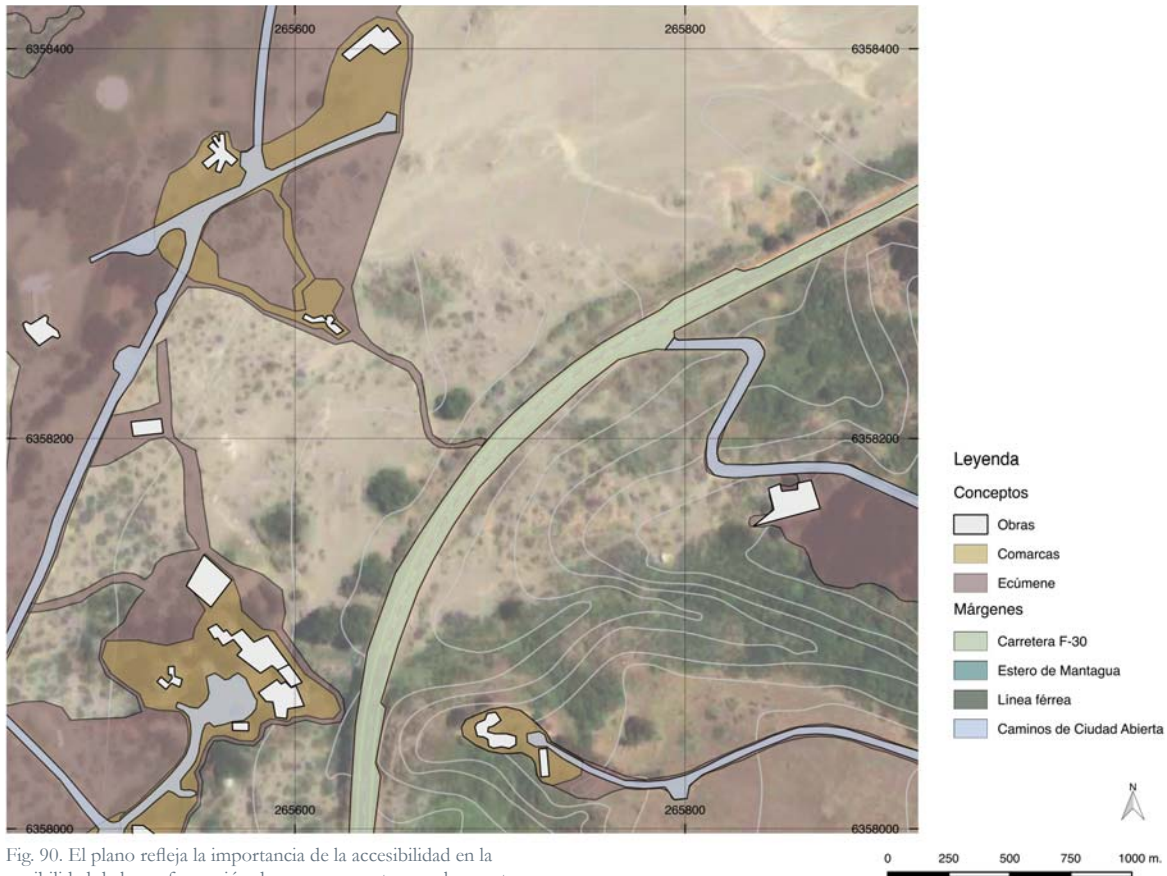 265600
265800
6358400
6358400
6358200
6358200
265600
265800
6358000
6358000
Leyenda
Conceptos
Obras
Comarcas
Ecúmene
Márgenes
Carretera F-30
Estero de Mantagua
Línea férrea
Caminos de Ciudad Abierta
N
0 250 500 750 1000 m.
Fig. 90. El plano refleja la importancia de la accesibilidad en la